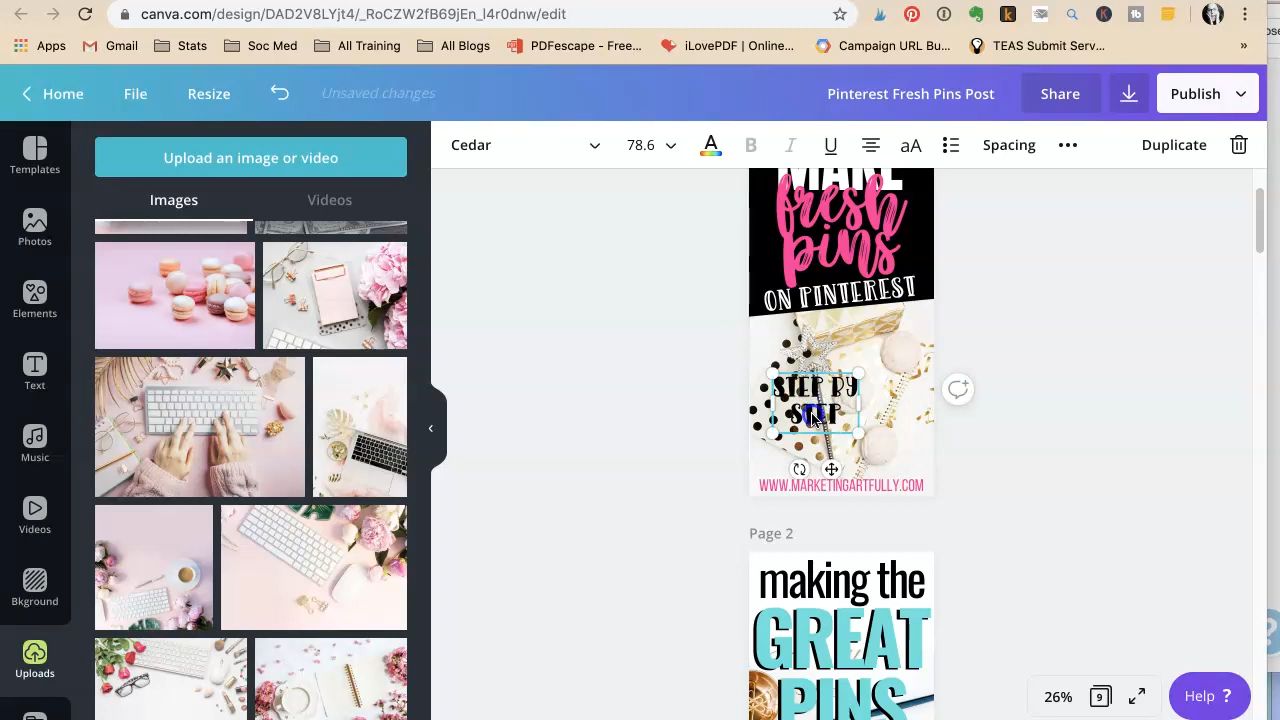 canva.com/design/DAD2V8LYjt4/_RoCZW2fB69jEn_l4r0dnw/edit
Apps Gmail Stats Soc Med All Training All Blogs PDFescape - Free... iLovePDF | Online... Campaign URL Bu... TEAS Submit Serv... »
Home File Resize Unsaved changes Pinterest Fresh Pins Post Share Publish
Cedar 78.6 A B I U aA Spacing Duplicate
Upload an image or video
Images Videos
Templates
Photos
Elements
Text
Music
Videos
Bkground
Uploads
MAKE
fresh
pins
ON PINTEREST
STEP BY
STEP
WWW.MARKETINGARTFULLY.COM
Page 2
making the
GREAT
PINS
26% 9 Help ?